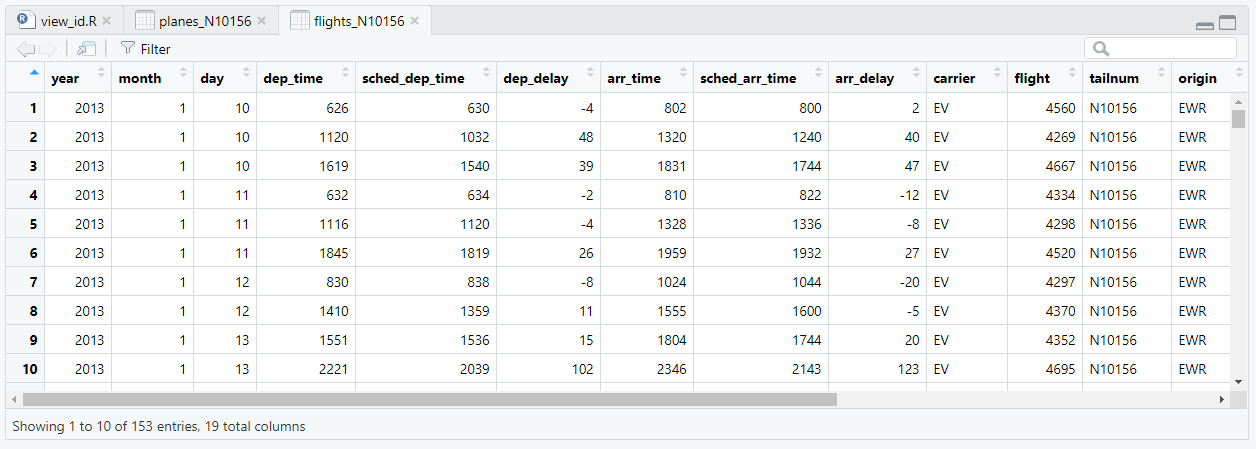 view_id.R planes_N10156 flights_N10156
Filter
year month day dep_time sched_dep_time dep_delay arr_time sched_arr_time arr_delay carrier flight tailnum origin
1 2013 1 10 626 630 -4 802 800 2 EV 4560 N10156 EWR
2 2013 1 10 1120 1032 48 1320 1240 40 EV 4269 N10156 EWR
3 2013 1 10 1619 1540 39 1831 1744 47 EV 4667 N10156 EWR
4 2013 1 11 632 634 -2 810 822 -12 EV 4334 N10156 EWR
5 2013 1 11 1116 1120 -4 1328 1336 -8 EV 4298 N10156 EWR
6 2013 1 11 1845 1819 26 1959 1932 27 EV 4520 N10156 EWR
7 2013 1 12 830 838 -8 1024 1044 -20 EV 4297 N10156 EWR
8 2013 1 12 1410 1359 11 1555 1600 -5 EV 4370 N10156 EWR
9 2013 1 13 1551 1536 15 1804 1744 20 EV 4352 N10156 EWR
10 2013 1 13 2221 2039 102 2346 2143 123 EV 4695 N10156 EWR
Showing 1 to 10 of 153 entries, 19 total columns